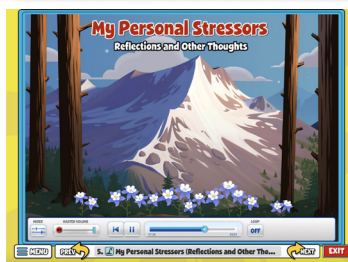 My Personal Stressors
Reflections and Other Thoughts
MIXER
MASTER VOLUME
LOOP
OFF
MENU
PREV
5. My Personal Stressors (Reflections and Other Tho...
NEXT
EXIT